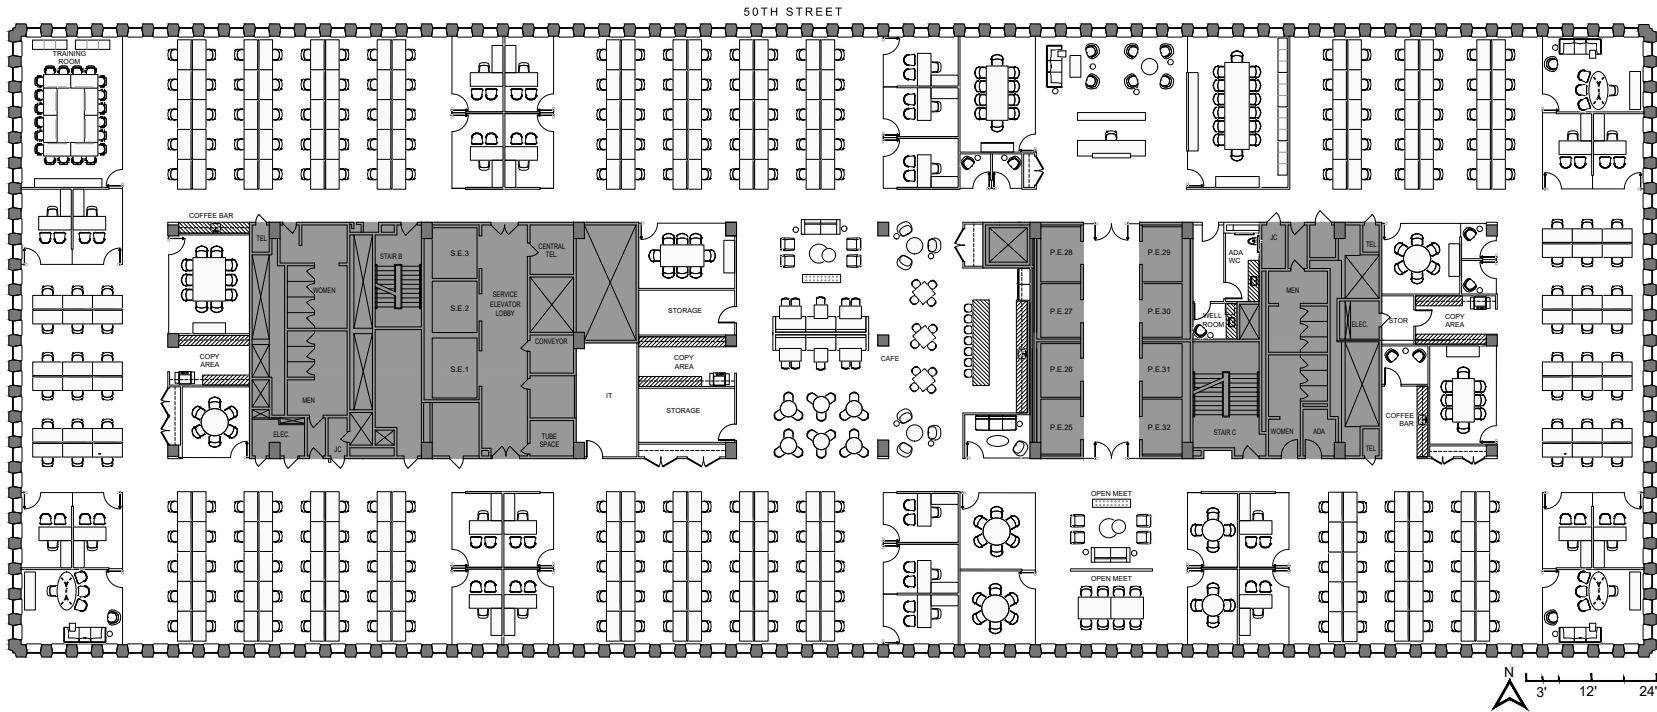 50TH STREET
TRAINING
ROOM
COFFEE BAR
TEL
WOMEN
STAIR B
S.E.3
S.E.2
S.E.1
SERVICE
ELEVATOR
LOBBY
CENTRAL
TEL.
CONVEYOR
TUBE
SPACE
COPY
AREA
MEN
ELEC.
JC
IT
STORAGE
COPY
AREA
STORAGE
CAFE
P.E.28
P.E.27
P.E.26
P.E.25
P.E.29
P.E.30
P.E.31
P.E.32
ADA
WC
WELL
ROOM
JC
MEN
TEL
ELEC.
STOR
COPY
AREA
STAIR C
WOMEN
ADA
TEL
COFFEE
BAR
OPEN MEET
OPEN MEET
N
3'
12'
24'